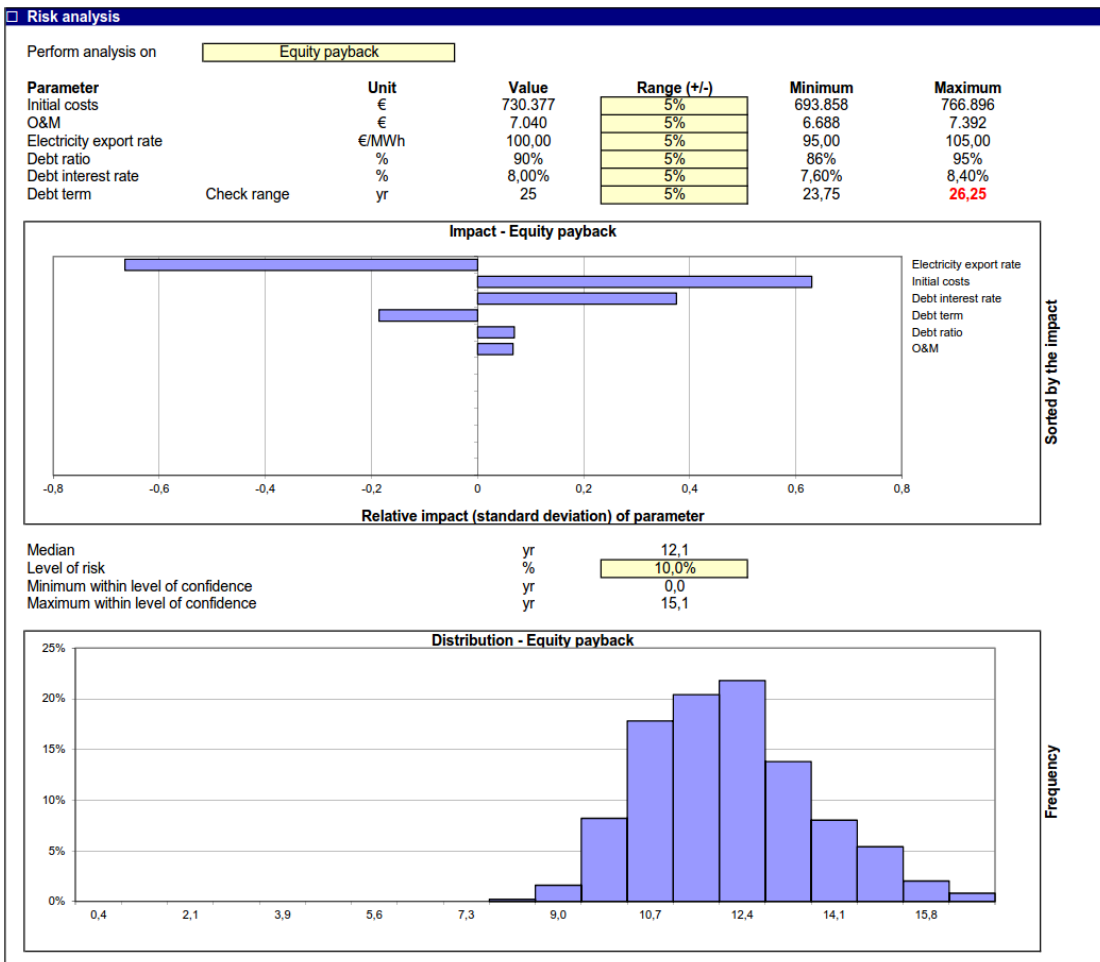 Risk analysis
Perform analysis on Equity payback
Parameter Unit Value Range (+/-) Minimum Maximum
Initial costs € 730.377 5% 693.858 766.896
O&M € 7.040 5% 6.688 7.392
Electricity export rate €/MWh 100,00 5% 95,00 105,00
Debt ratio % 90% 5% 86% 95%
Debt interest rate % 8,00% 5% 7,60% 8,40%
Debt term Check range yr 25 5% 23,75 26,25
Impact - Equity payback
Electricity export rate
Initial costs
Debt interest rate
Debt term
Debt ratio
O&M
Sorted by the impact
-0,8 -0,6 -0,4 -0,2 0 0,2 0,4 0,6 0,8
Relative impact (standard deviation) of parameter
Median yr 12,1
Level of risk % 10,0%
Minimum within level of confidence yr 0,0
Maximum within level of confidence yr 15,1
Distribution - Equity payback
25%
20%
15%
10%
5%
0%
Frequency
0,4 2,1 3,9 5,6 7,3 9,0 10,7 12,4 14,1 15,8